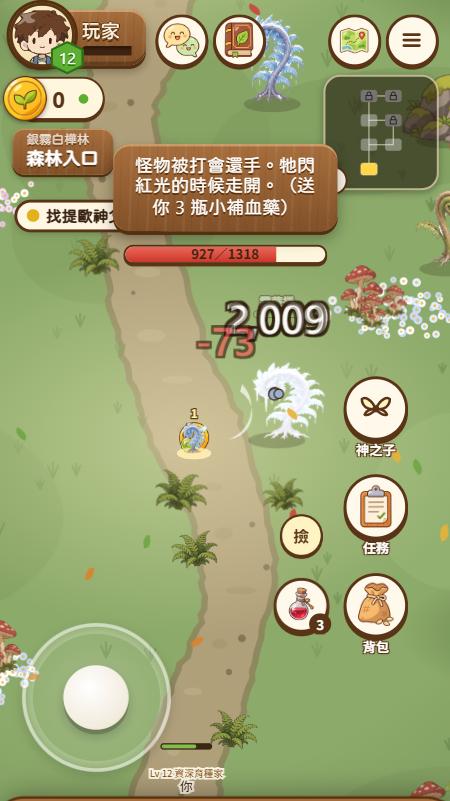 玩家
12
0
銀霧白樺林
森林入口
怪物被打會還手。牠閃
紅光的時候走開。（送
你 3 瓶小補血藥）
找提歐神
927／1318
2,009
-73
1
神之子
任務
撿
3
背包
Lv 12 資深育種家
你